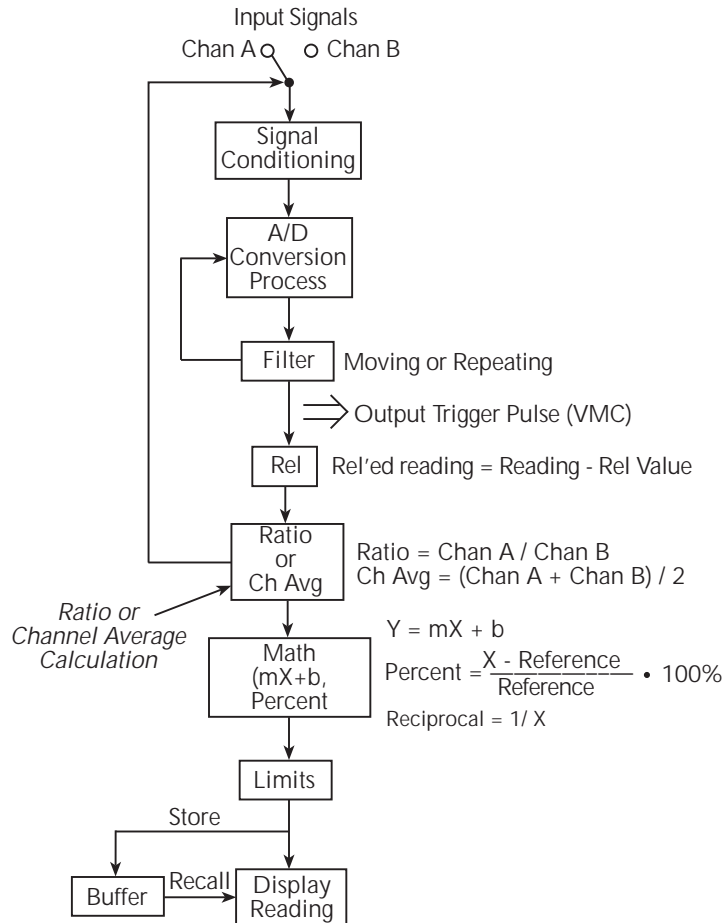 Input Signals
Chan A
Chan B
Signal
Conditioning
A/D
Conversion
Process
Filter
Moving or Repeating
Output Trigger Pulse (VMC)
Rel
Rel'ed reading = Reading - Rel Value
Ratio
or
Ch Avg
Ratio = Chan A / Chan B
Ch Avg = (Chan A + Chan B) / 2
Ratio or
Channel Average
Calculation
Math
(mX+b,
Percent
Y = mX + b
Percent = X - Reference / Reference • 100%
Reciprocal = 1/ X
Limits
Store
Buffer
Recall
Display
Reading